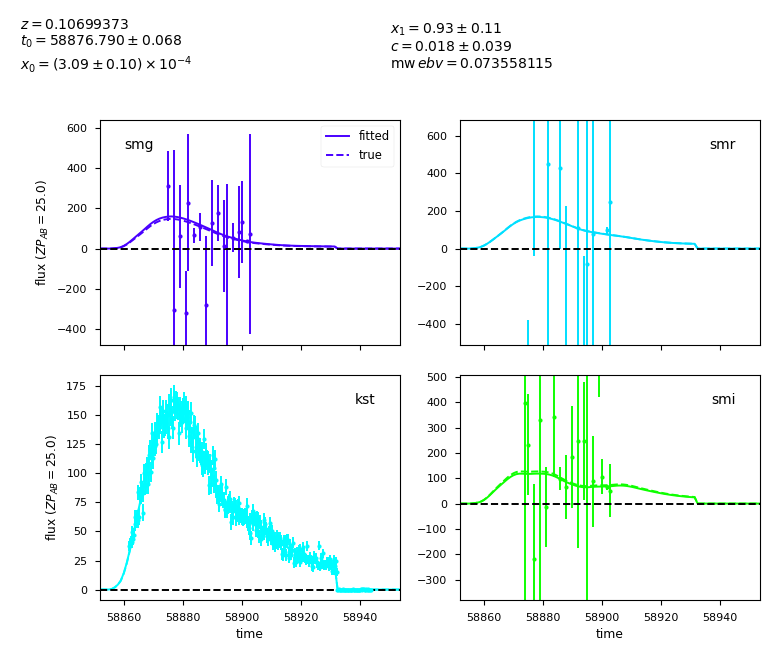 z = 0.10699373
t₀ = 58876.790 ± 0.068
x₀ = (3.09 ± 0.10) × 10⁻⁴
x₁ = 0.93 ± 0.11
c = 0.018 ± 0.039
mw ebv = 0.073558115
smg
fitted
true
600
400
200
0
−200
−400
flux (ZP_AB = 25.0)
smr
600
400
200
0
−200
−400
kst
175
150
125
100
75
50
25
0
flux (ZP_AB = 25.0)
58860 58880 58900 58920 58940
time
smi
500
400
300
200
100
0
−100
−200
−300
58860 58880 58900 58920 58940
time